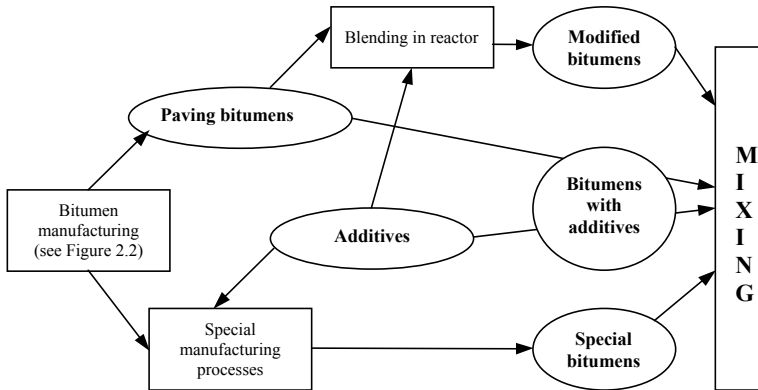 Blending in reactor
Modified
bitumens
Paving bitumens
Bitumen
manufacturing
(see Figure 2.2)
Additives
Bitumens
with
additives
Special
manufacturing
processes
Special
bitumens
M
I
X
I
N
G